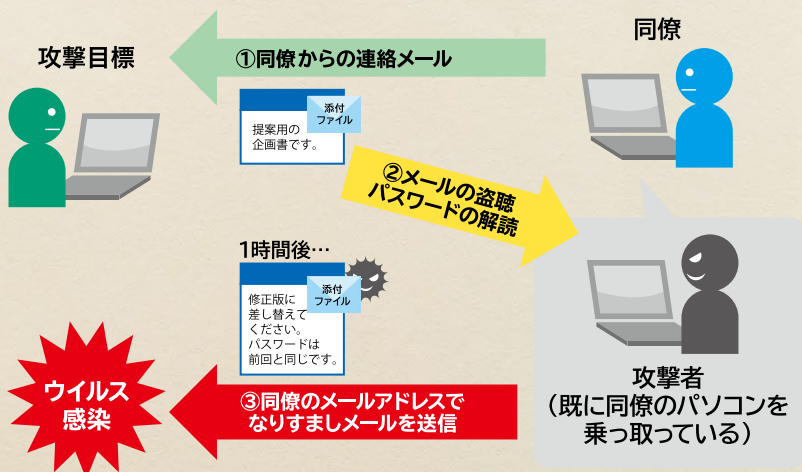 同僚
攻撃目標
①同僚からの連絡メール
添付
ファイル
提案用の
企画書です。
②メールの盗聴
パスワードの解読
1時間後…
添付
ファイル
修正版に
差し替えて
ください。
パスワードは
前回と同じです。
ウイルス
感染
③同僚のメールアドレスで
なりすましメールを送信
攻撃者
（既に同僚のパソコンを
乗っ取っている）